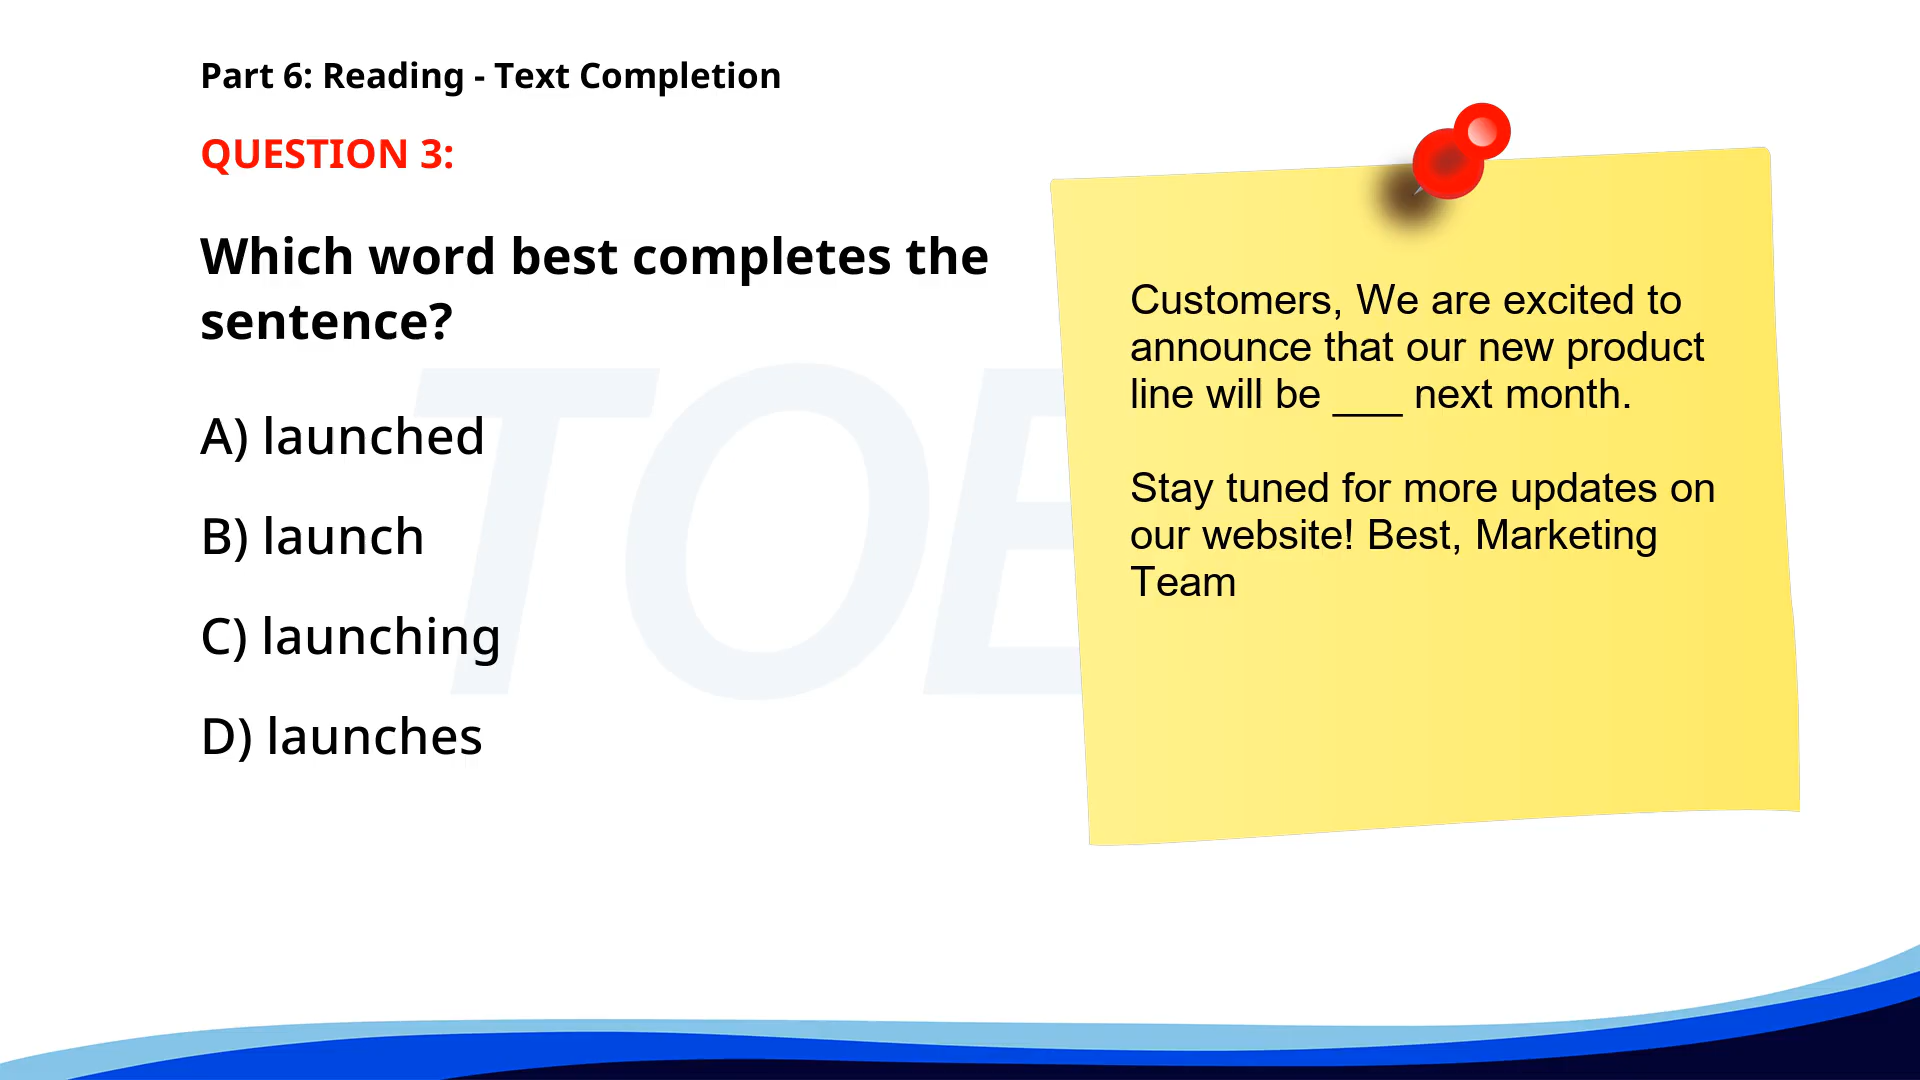 Part 6: Reading - Text Completion
QUESTION 3:
Which word best completes the
sentence?
A) launched
B) launch
C) launching
D) launches
Customers, We are excited to
announce that our new product
line will be ___ next month.
Stay tuned for more updates on
our website! Best, Marketing
Team
TOE